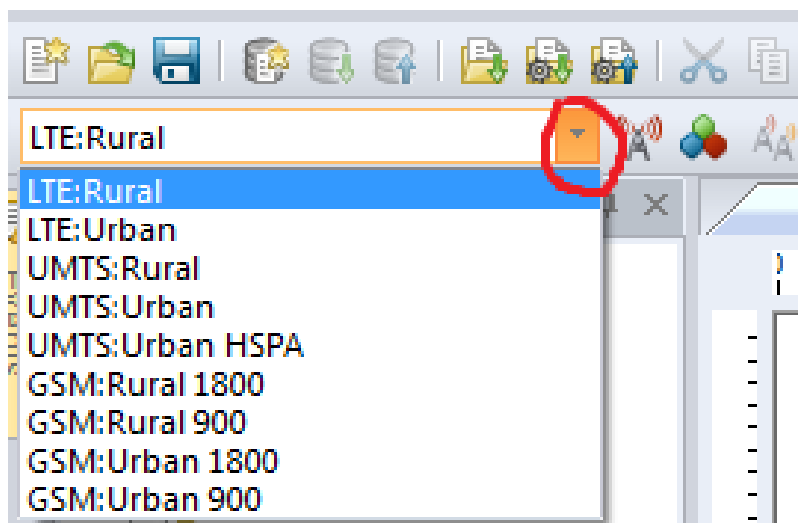 LTE:Rural
LTE:Rural
LTE:Urban
UMTS:Rural
UMTS:Urban
UMTS:Urban HSPA
GSM:Rural 1800
GSM:Rural 900
GSM:Urban 1800
GSM:Urban 900